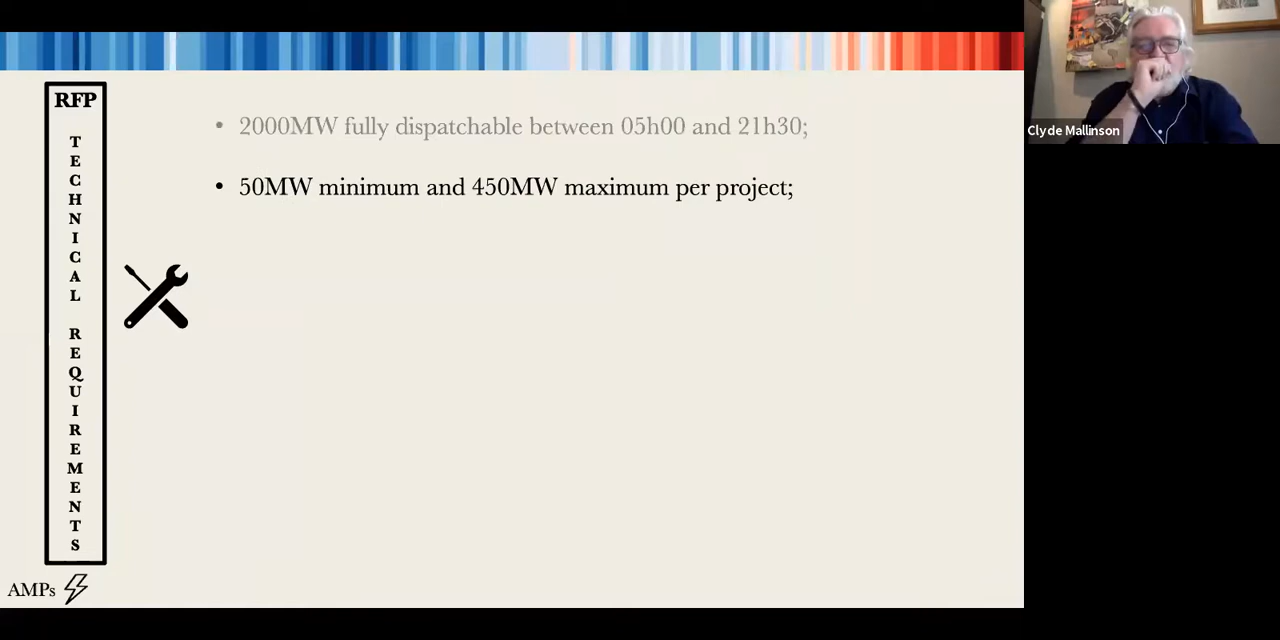 RFP
TECHNICAL
REQUIREMENTS
• 2000MW fully dispatchable between 05h00 and 21h30;
• 50MW minimum and 450MW maximum per project;
AMPs
Clyde Mallinson